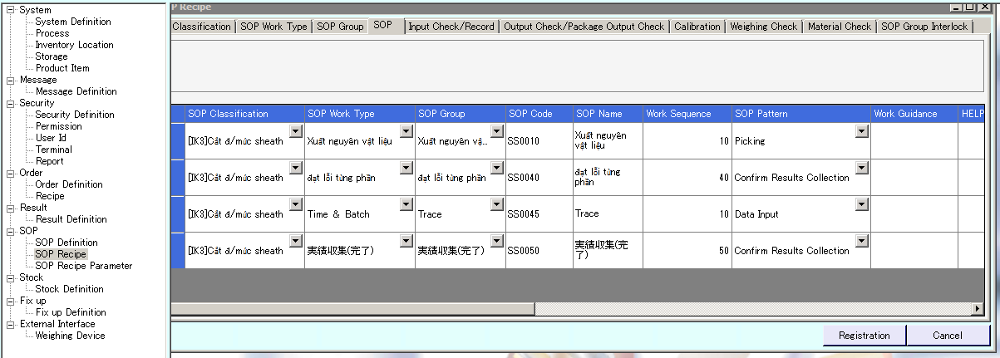 System
System Definition
Process
Inventory Location
Storage
Product Item
Message
Message Definition
Security
Security Definition
Permission
User Id
Terminal
Report
Order
Order Definition
Recipe
Result
Result Definition
SOP
SOP Definition
SOP Recipe
SOP Recipe Parameter
Stock
Stock Definition
Fix up
Fix up Definition
External Interface
Weighing Device
P Recipe
Classification SOP Work Type SOP Group SOP Input Check/Record Output Check/Package Output Check Calibration Weighing Check Material Check SOP Group Interlock
SOP Classification SOP Work Type SOP Group SOP Code SOP Name Work Sequence SOP Pattern Work Guidance HELP
[IK3]Cắt d/mức sheath Xuất nguyên vật liệu Xuất nguyên vậ... SS0010 Xuất nguyên 10 Picking
vật liệu
[IK3]Cắt d/mức sheath đạt lỗi từng phần đạt lỗi từng phần SS0040 đạt lỗi từng 40 Confirm Results Collection
phần
[IK3]Cắt d/mức sheath Time & Batch Trace SS0045 Trace 10 Data Input
[IK3]Cắt d/mức sheath 実績収集(完了) 実績収集(完了) SS0050 実績収集(完 50 Confirm Results Collection
了)
Registration Cancel